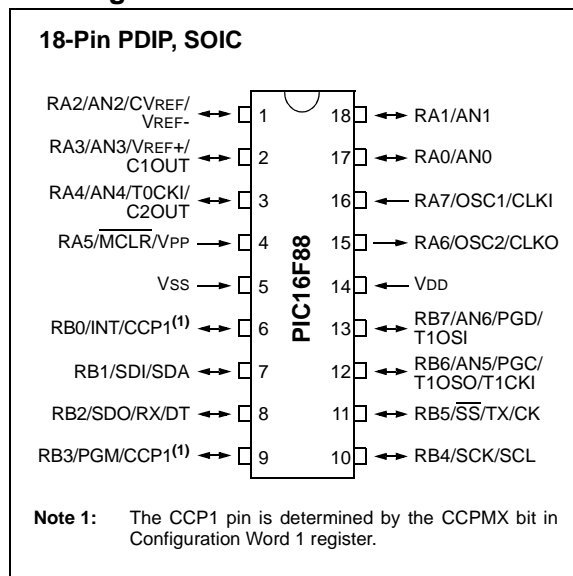 18-Pin PDIP, SOIC
RA2/AN2/CVREF/
VREF-
1
18
RA1/AN1
RA3/AN3/VREF+/
C1OUT
2
17
RA0/AN0
RA4/AN4/T0CKI/
C2OUT
3
16
RA7/OSC1/CLKI
RA5/MCLR/VPP
4
15
RA6/OSC2/CLKO
VSS
5
14
VDD
RB0/INT/CCP1(1)
6
13
RB7/AN6/PGD/
T1OSI
RB1/SDI/SDA
7
12
RB6/AN5/PGC/
T1OSO/T1CKI
RB2/SDO/RX/DT
8
11
RB5/SS/TX/CK
RB3/PGM/CCP1(1)
9
10
RB4/SCK/SCL
PIC16F88
Note 1: The CCP1 pin is determined by the CCPMX bit in
Configuration Word 1 register.